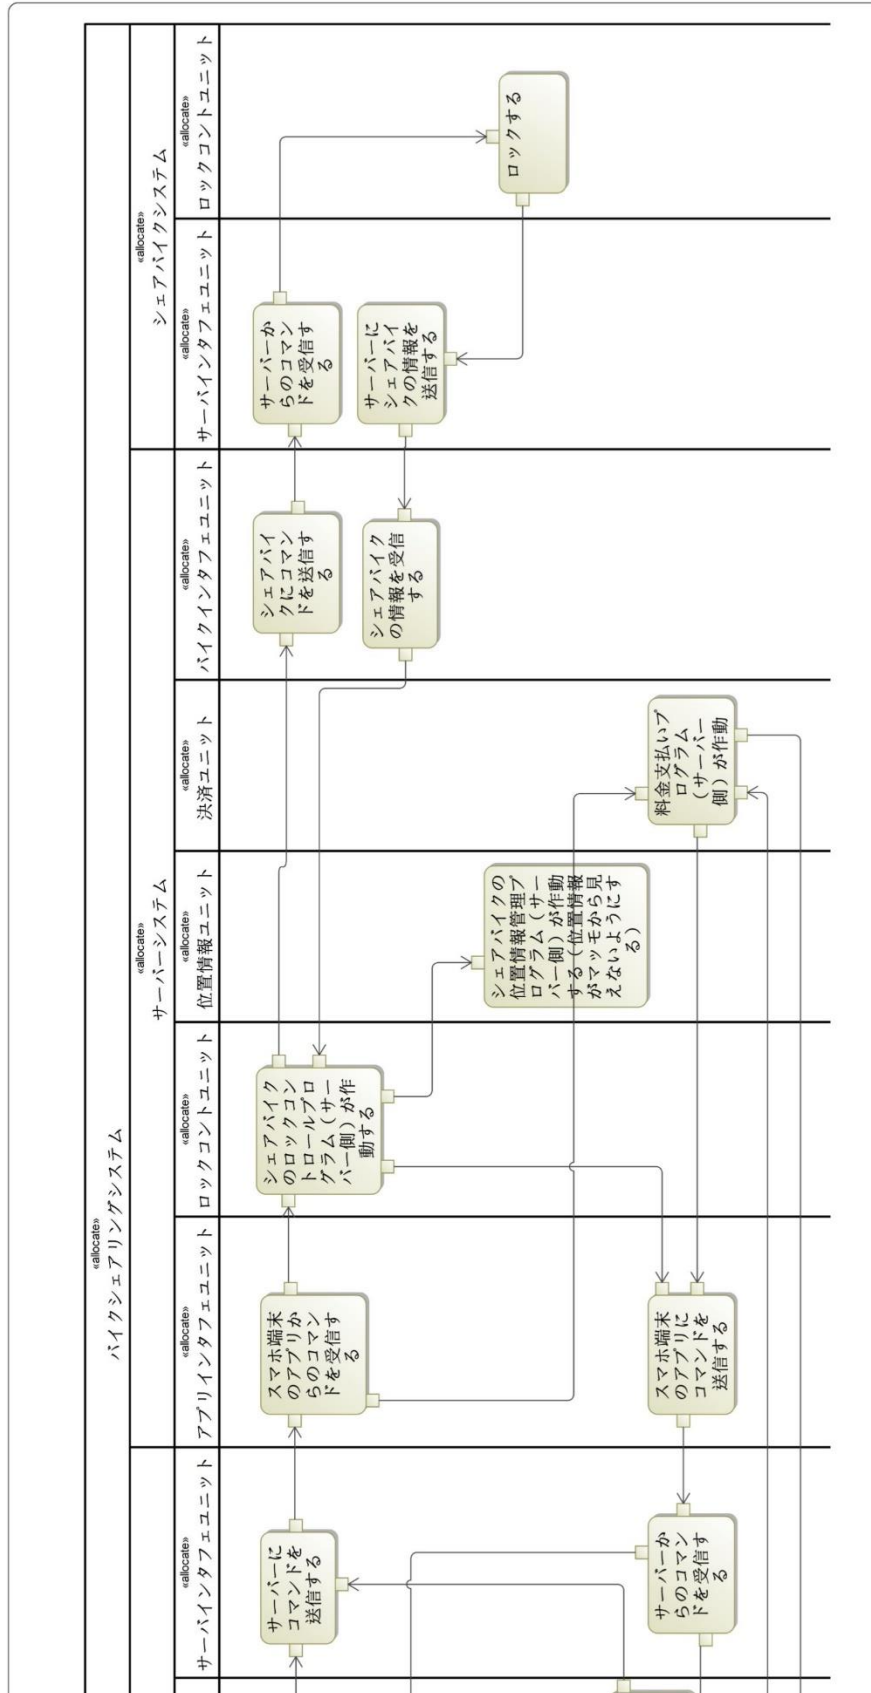 «allocate»
バイクシェアリングシステム
«allocate»
サーバーシステム
«allocate»
シェアバイクシステム
«allocate»
サーバインタフェユニット
«allocate»
アプリインタフェユニット
«allocate»
ロックコントユニット
«allocate»
位置情報ユニット
«allocate»
決済ユニット
«allocate»
バイクインタフェユニット
«allocate»
サーバインタフェユニット
«allocate»
ロックコントユニット
サーバーに
コマンドを
送信する
スマホ端末
のアプリか
らのコマン
ドを受信す
る
シェアバイク
のロックコン
トロールプロ
グラム(サー
バー側)が作
動する
シェアバイ
クにコマン
ドを送信す
る
サーバーか
らのコマン
ドを受信す
る
シェアバイク
の情報を受信
する
サーバーに
シェアバイ
クの情報を
送信する
ロックする
シェアバイクの
位置情報管理プ
ログラム(サー
バー側)が作動
する(位置情報
がマッモから見
えないようにす
る)
サーバーか
らのコマン
ドを受信す
る
スマホ端末
のアプリに
コマンドを
送信する
料金支払いプ
ログラム
(サーバー
側)が作動